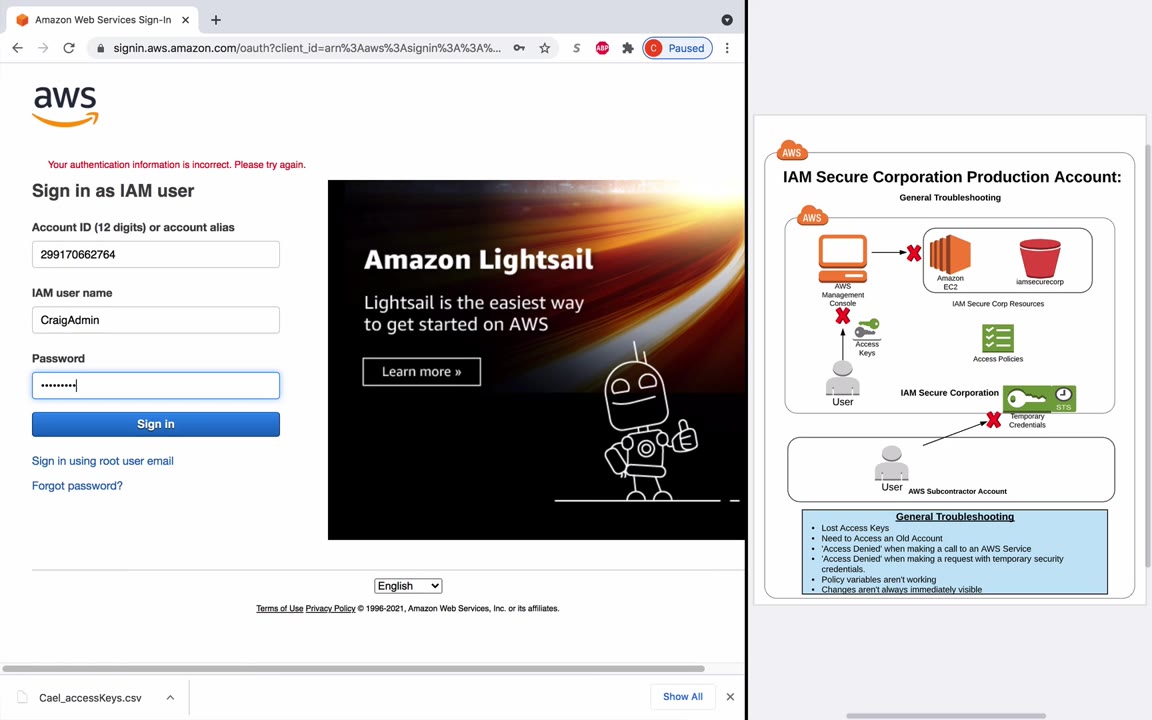 Amazon Web Services Sign-In
signin.aws.amazon.com/oauth?client_id=arn%3Aaws%3Asignin%3A%3A%...
S
ABP
C Paused
aws
Your authentication information is incorrect. Please try again.
Sign in as IAM user
Account ID (12 digits) or account alias
299170662764
IAM user name
CraigAdmin
Password
•••••••••
Sign in
Sign in using root user email
Forgot password?
Amazon Lightsail
Lightsail is the easiest way
to get started on AWS
Learn more »
English
Terms of Use Privacy Policy © 1996-2021, Amazon Web Services, Inc. or its affiliates.
Cael_accessKeys.csv
Show All
AWS
IAM Secure Corporation Production Account:
General Troubleshooting
AWS
AWS
Management
Console
Amazon
EC2
iamsecurecorp
IAM Secure Corp Resources
Access
Keys
Access Policies
User
IAM Secure Corporation
STS
Temporary
Credentials
User
AWS Subcontractor Account
General Troubleshooting
• Lost Access Keys
• Need to Access an Old Account
• 'Access Denied' when making a call to an AWS Service
• 'Access Denied' when making a request with temporary security
credentials.
• Policy variables aren't working
• Changes aren't always immediately visible